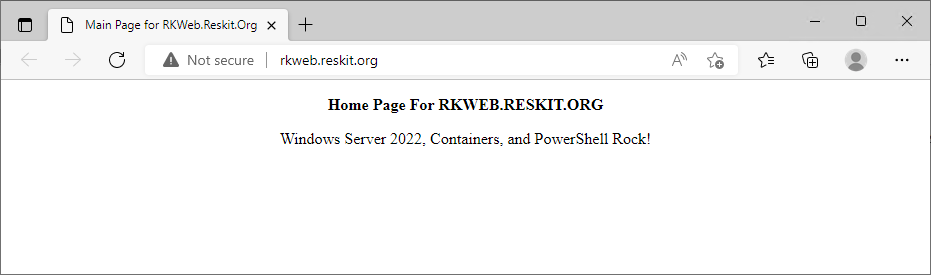 Main Page for RKWeb.Reskit.Org
Not secure
rkweb.reskit.org
Home Page For RKWEB.RESKIT.ORG
Windows Server 2022, Containers, and PowerShell Rock!